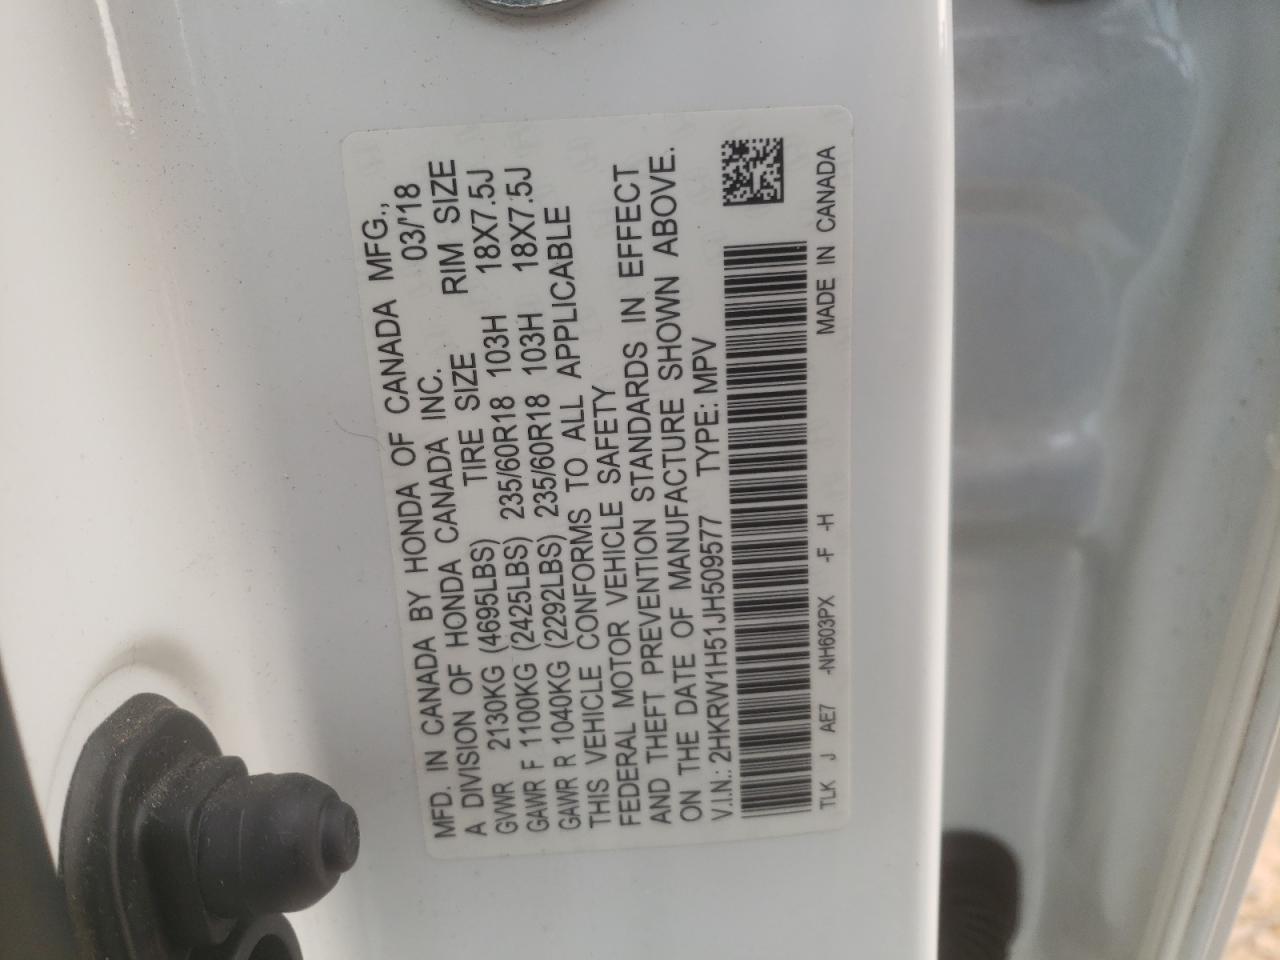 MFD. IN CANADA BY HONDA OF CANADA MFG.,
A DIVISION OF HONDA CANADA INC. 03/18
GVWR 2130KG (4695LBS) TIRE SIZE RIM SIZE
GAWR F 1100KG (2425LBS) 235/60R18 103H 18X7.5J
GAWR R 1040KG (2292LBS) 235/60R18 103H 18X7.5J
THIS VEHICLE CONFORMS TO ALL APPLICABLE
FEDERAL MOTOR VEHICLE SAFETY
AND THEFT PREVENTION STANDARDS IN EFFECT
ON THE DATE OF MANUFACTURE SHOWN ABOVE.
V.I.N.: 2HKRW1H51JH509577 TYPE: MPV
TLK J AE7 -NH603PX -F -H MADE IN CANADA